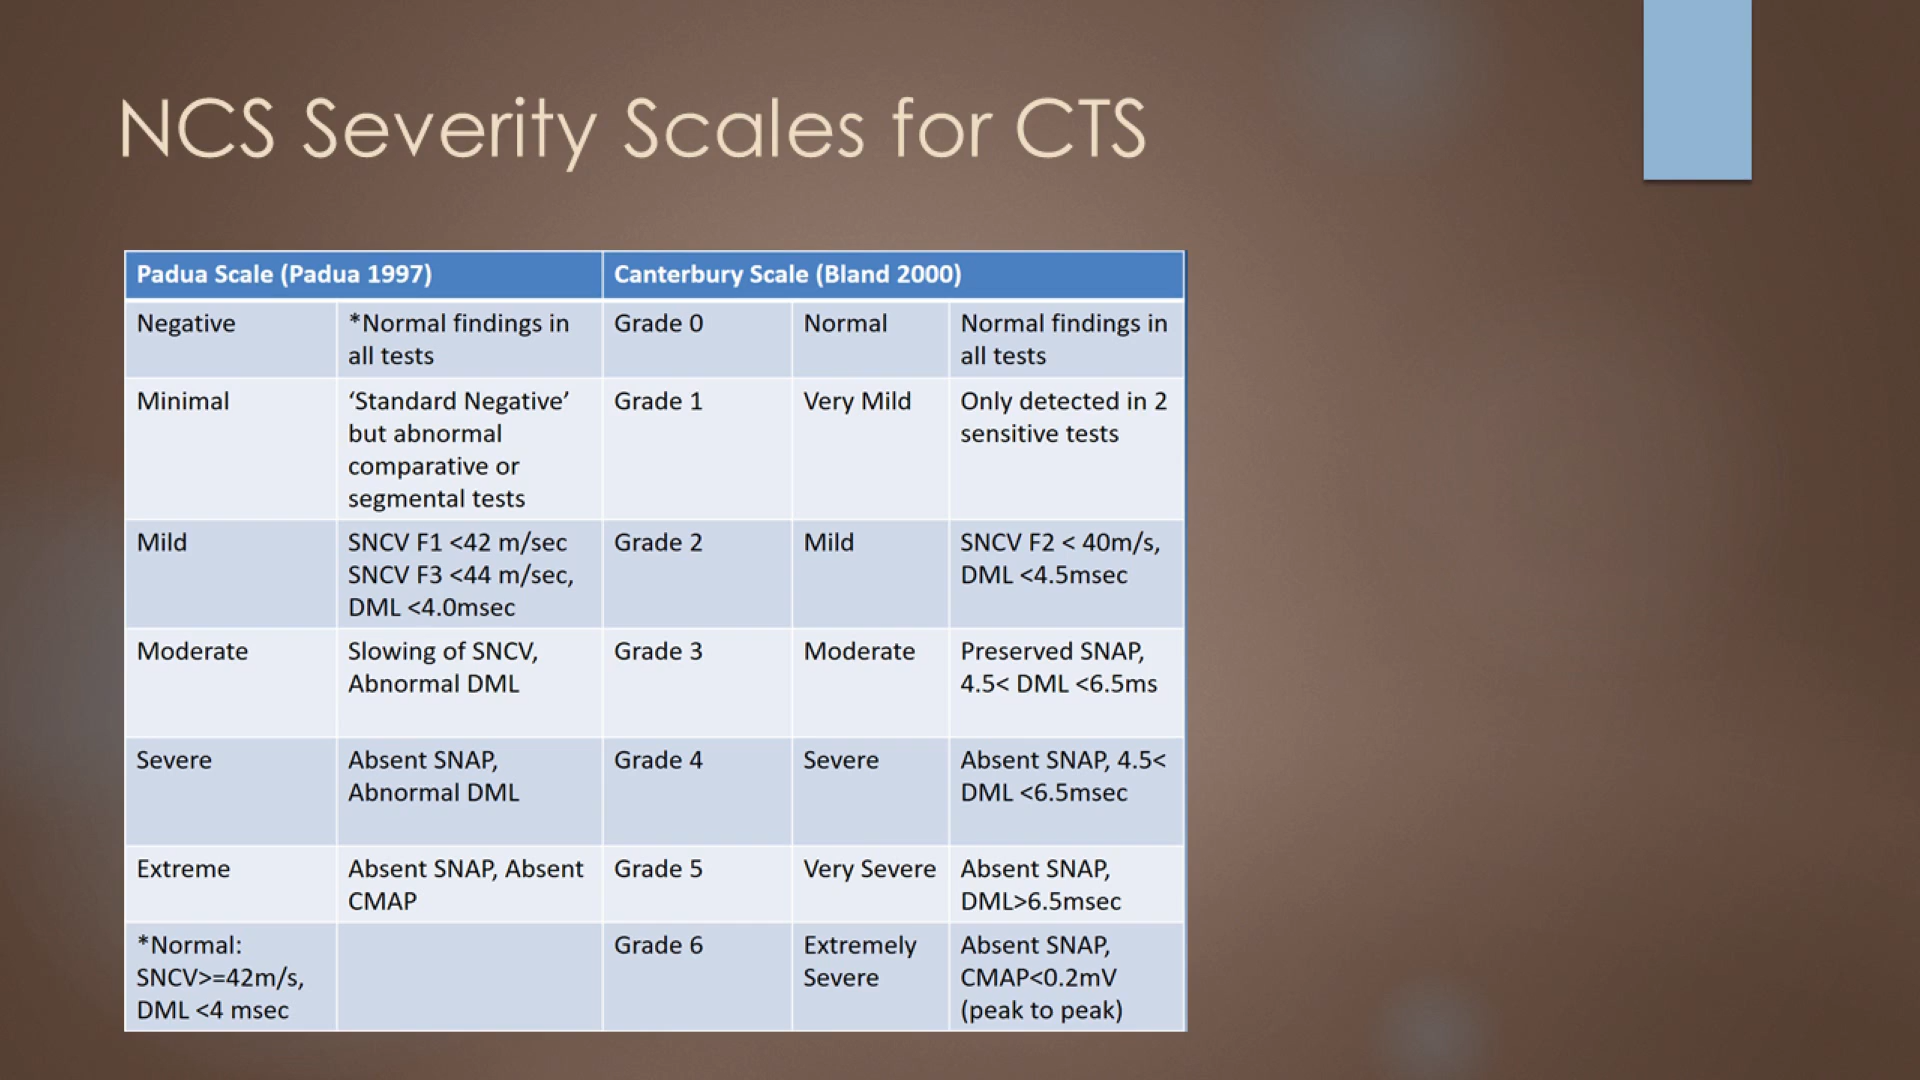 NCS Severity Scales for CTS
Padua Scale (Padua 1997)
Canterbury Scale (Bland 2000)
Negative
*Normal findings in
all tests
Grade 0
Normal
Normal findings in
all tests
Minimal
‘Standard Negative’
but abnormal
comparative or
segmental tests
Grade 1
Very Mild
Only detected in 2
sensitive tests
Mild
SNCV F1 <42 m/sec
SNCV F3 <44 m/sec,
DML <4.0msec
Grade 2
Mild
SNCV F2 < 40m/s,
DML <4.5msec
Moderate
Slowing of SNCV,
Abnormal DML
Grade 3
Moderate
Preserved SNAP,
4.5< DML <6.5ms
Severe
Absent SNAP,
Abnormal DML
Grade 4
Severe
Absent SNAP, 4.5<
DML <6.5msec
Extreme
Absent SNAP, Absent
CMAP
Grade 5
Very Severe
Absent SNAP,
DML>6.5msec
*Normal:
SNCV>=42m/s,
DML <4 msec
Grade 6
Extremely
Severe
Absent SNAP,
CMAP<0.2mV
(peak to peak)